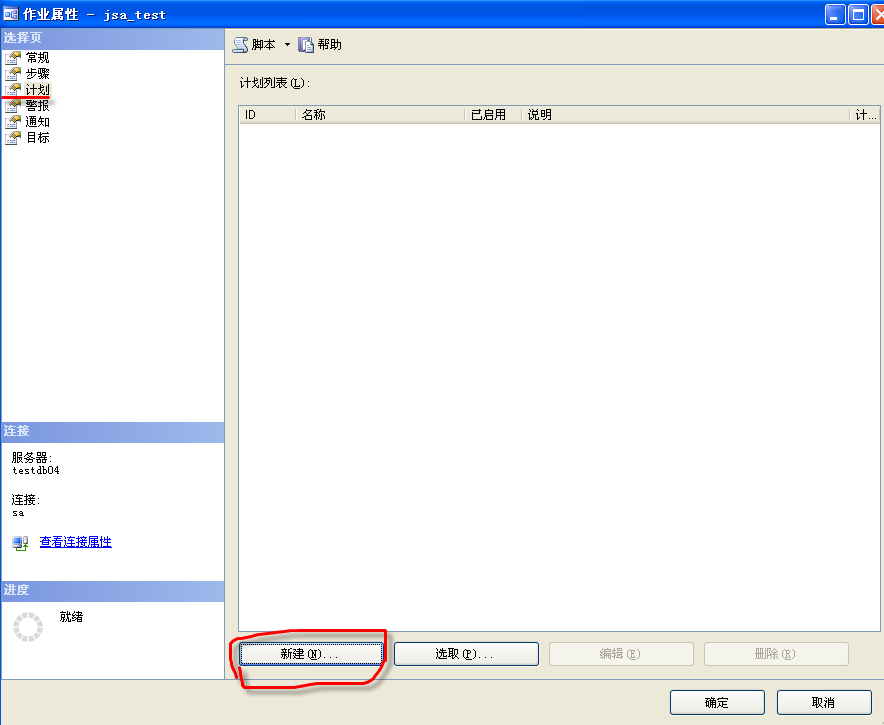 作业属性 - jsa_test
选择页
常规
步骤
计划
警报
通知
目标
脚本 帮助
计划列表(L):
ID 名称 已启用 说明 计...
连接
服务器:
testdb04
连接:
sa
查看连接属性
进度
就绪
新建(N)... 选取(P)... 编辑(E) 删除(R)
确定 取消